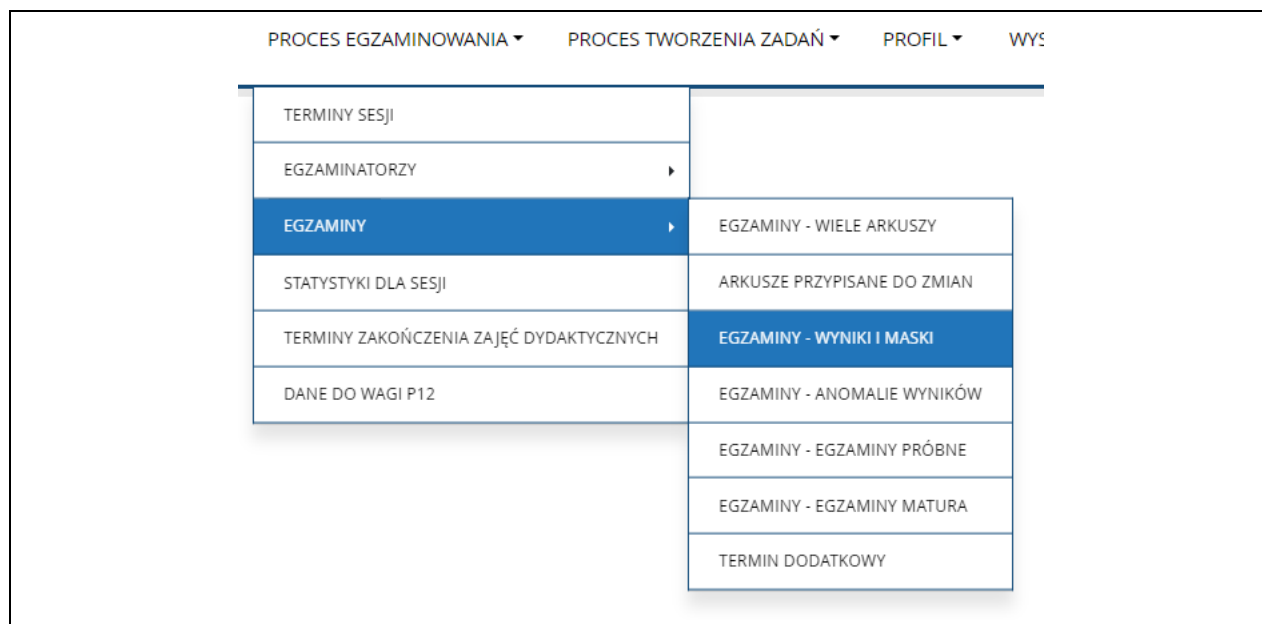 PROCES EGZAMINOWANIA PROCES TWORZENIA ZADAŃ PROFIL WYS
TERMINY SESJI
EGZAMINATORZY
EGZAMINY
STATYSTYKI DLA SESJI
TERMINY ZAKOŃCZENIA ZAJĘĆ DYDAKTYCZNYCH
DANE DO WAGI P12
EGZAMINY - WIELE ARKUSZY
ARKUSZE PRZYPISANE DO ZMIAN
EGZAMINY - WYNIKI I MASKI
EGZAMINY - ANOMALIE WYNIKÓW
EGZAMINY - EGZAMINY PRÓBNE
EGZAMINY - EGZAMINY MATURA
TERMIN DODATKOWY